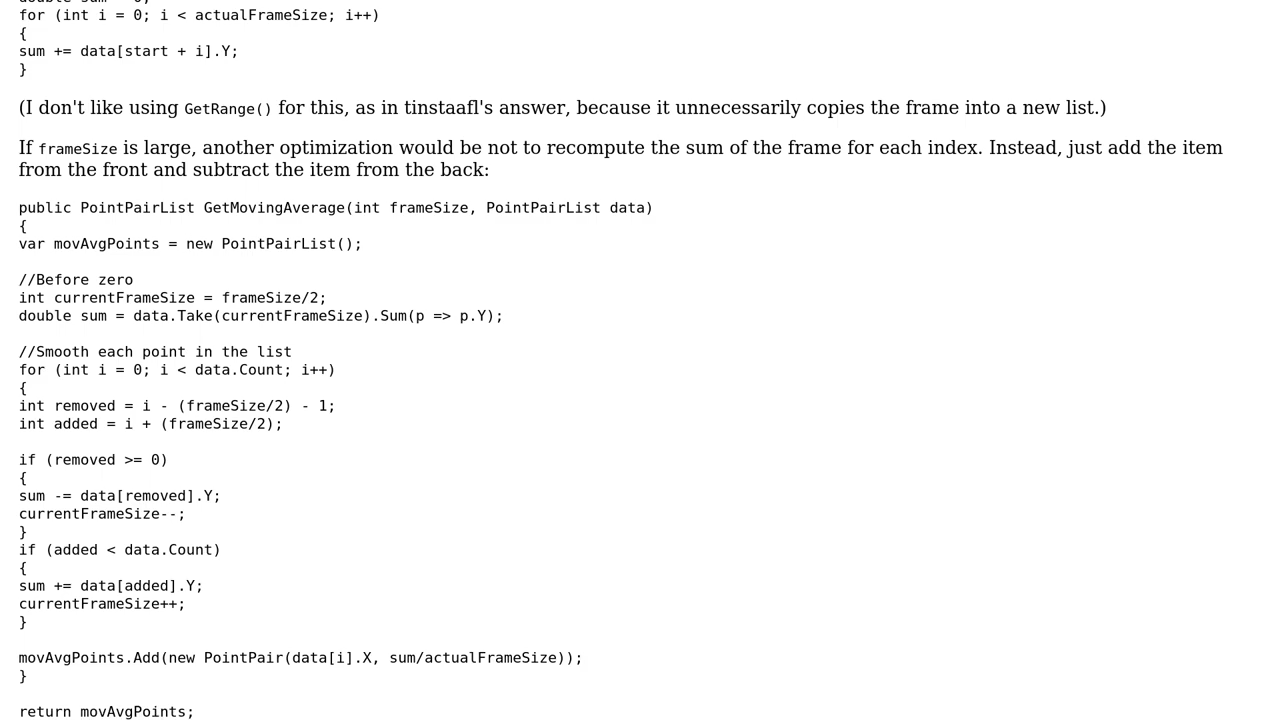 double sum = 0;
for (int i = 0; i < actualFrameSize; i++)
{
sum += data[start + i].Y;
}
(I don't like using GetRange() for this, as in tinstaafl's answer, because it unnecessarily copies the frame into a new list.)
If frameSize is large, another optimization would be not to recompute the sum of the frame for each index. Instead, just add the item
from the front and subtract the item from the back:
public PointPairList GetMovingAverage(int frameSize, PointPairList data)
{
var movAvgPoints = new PointPairList();
//Before zero
int currentFrameSize = frameSize/2;
double sum = data.Take(currentFrameSize).Sum(p => p.Y);
//Smooth each point in the list
for (int i = 0; i < data.Count; i++)
{
int removed = i - (frameSize/2) - 1;
int added = i + (frameSize/2);
if (removed >= 0)
{
sum -= data[removed].Y;
currentFrameSize--;
}
if (added < data.Count)
{
sum += data[added].Y;
currentFrameSize++;
}
movAvgPoints.Add(new PointPair(data[i].X, sum/actualFrameSize));
}
return movAvgPoints;